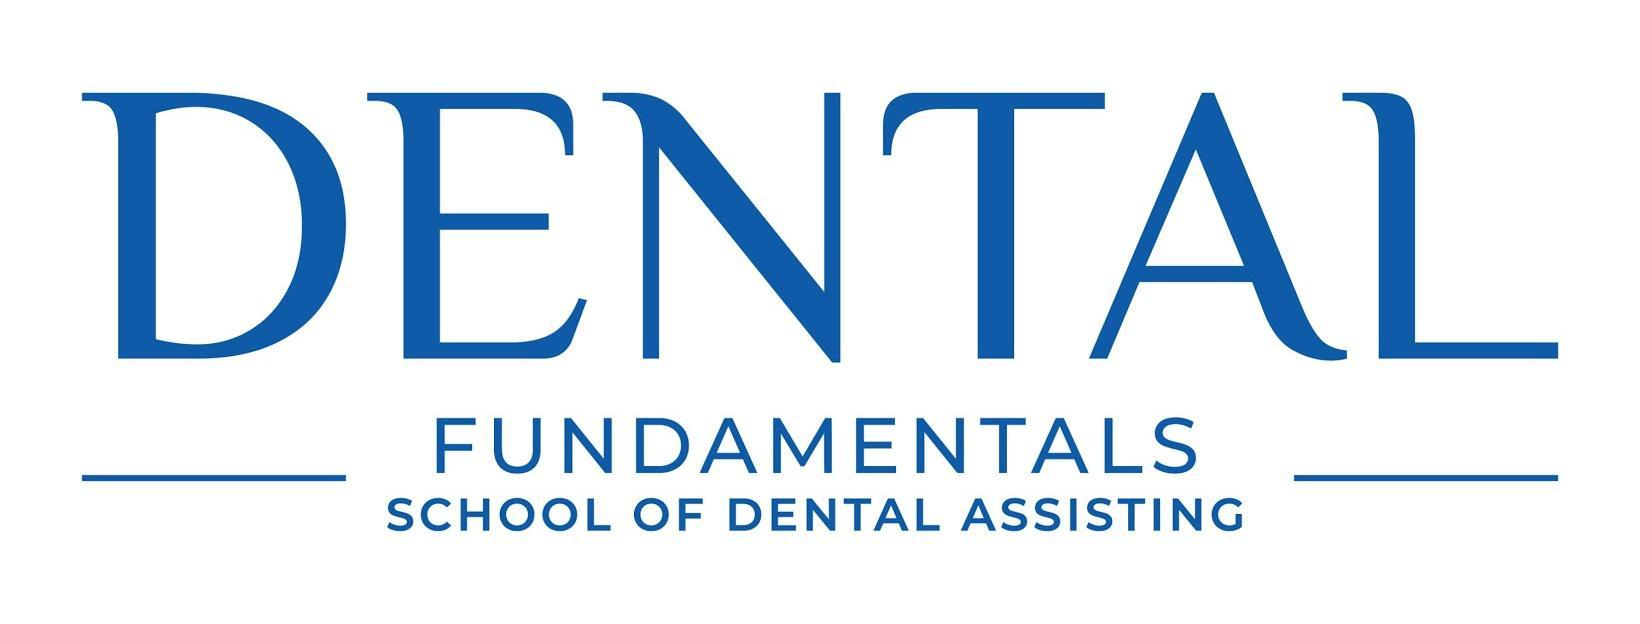 DENTAL
FUNDAMENTALS
SCHOOL OF DENTAL ASSISTING